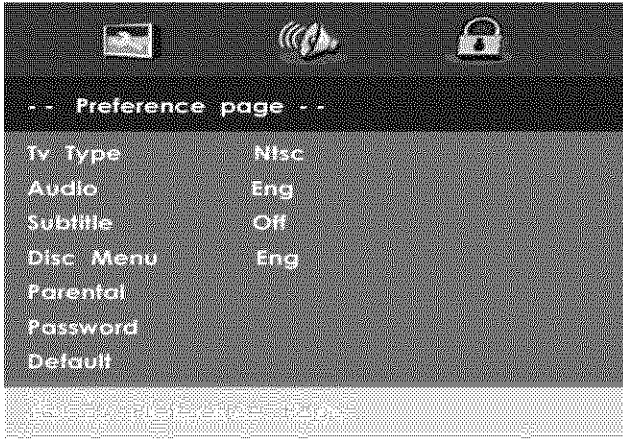 -- Preference page --
Tv Type Ntsc
Audio Eng
Subtitle Off
Disc Menu Eng
Parental
Password
Default